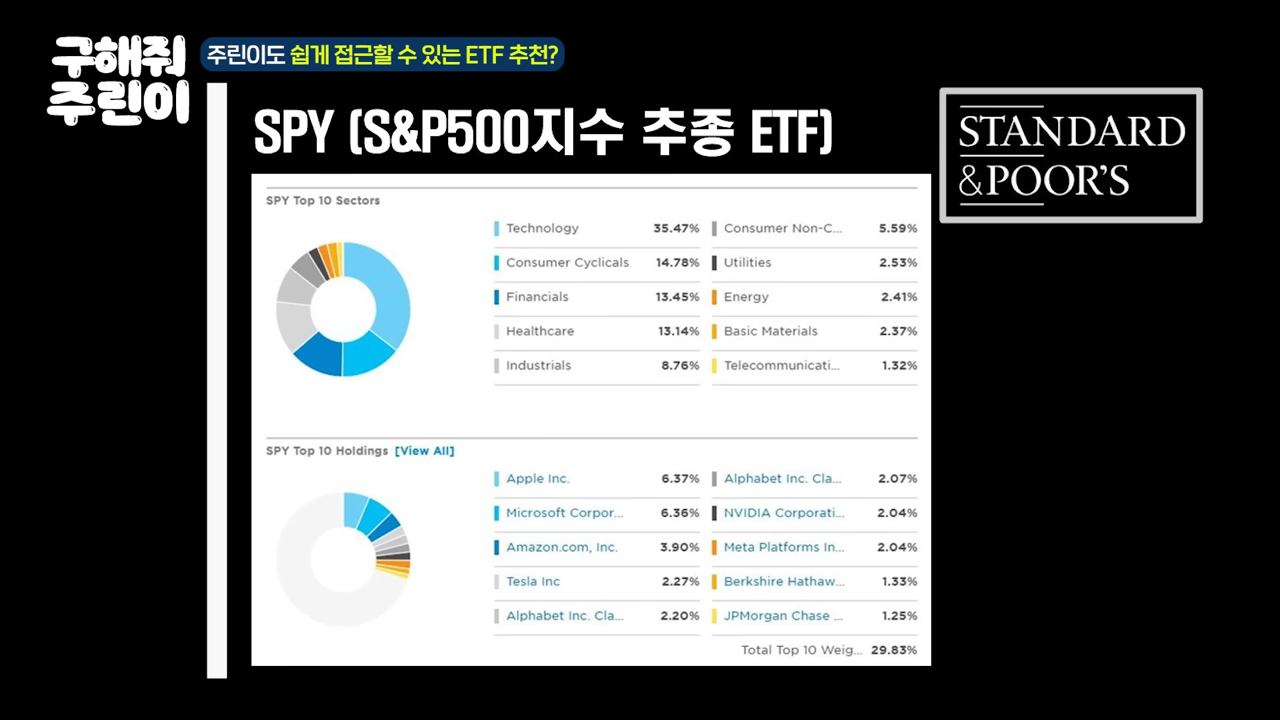 구해줘
주린이
주린이도 쉽게 접근할 수 있는 ETF 추천?
SPY (S&P500지수 추종 ETF)
STANDARD
&POOR'S
SPY Top 10 Sectors
Technology 35.47%
Consumer Cyclicals 14.78%
Financials 13.45%
Healthcare 13.14%
Industrials 8.76%
Consumer Non-C... 5.59%
Utilities 2.53%
Energy 2.41%
Basic Materials 2.37%
Telecommunicati... 1.32%
SPY Top 10 Holdings [View All]
Apple Inc. 6.37%
Microsoft Corpor... 6.36%
Amazon.com, Inc. 3.90%
Tesla Inc 2.27%
Alphabet Inc. Cla... 2.20%
Alphabet Inc. Cla... 2.07%
NVIDIA Corporati... 2.04%
Meta Platforms In... 2.04%
Berkshire Hathaw... 1.33%
JPMorgan Chase ... 1.25%
Total Top 10 Weig... 29.83%